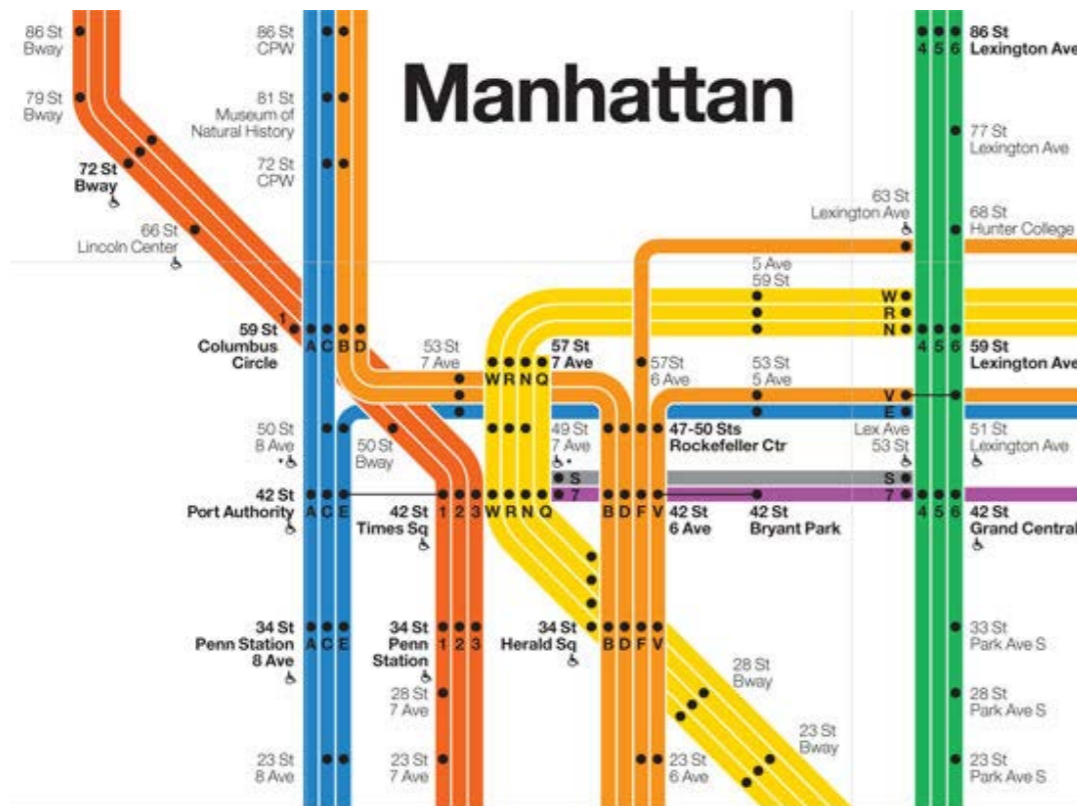 Manhattan
86 St
Bway
79 St
Bway
72 St
Bway
66 St
Lincoln Center
86 St
CPW
81 St
Museum of
Natural History
72 St
CPW
1
59 St
Columbus
Circle
A C B D
53 St
7 Ave
W R N Q
57 St
7 Ave
57St
6 Ave
5 Ave
59 St
W
R
N
63 St
Lexington Ave
4 5 6
86 St
Lexington Ave
77 St
Lexington Ave
68 St
Hunter College
4 5 6
59 St
Lexington Ave
53 St
5 Ave
V
E
Lex Ave
53 St
51 St
Lexington Ave
50 St
8 Ave
50 St
Bway
49 St
7 Ave
47-50 Sts
Rockefeller Ctr
S
7
S
7
42 St
Port Authority
A C E
42 St
Times Sq
1 2 3 W R N Q
B D F V
42 St
6 Ave
42 St
Bryant Park
4 5 6
42 St
Grand Central
34 St
Penn Station
8 Ave
A C E
34 St
Penn
Station
1 2 3
34 St
Herald Sq
B D F V
33 St
Park Ave S
28 St
7 Ave
28 St
Bway
28 St
Park Ave S
23 St
8 Ave
23 St
7 Ave
23 St
6 Ave
23 St
Bway
23 St
Park Ave S